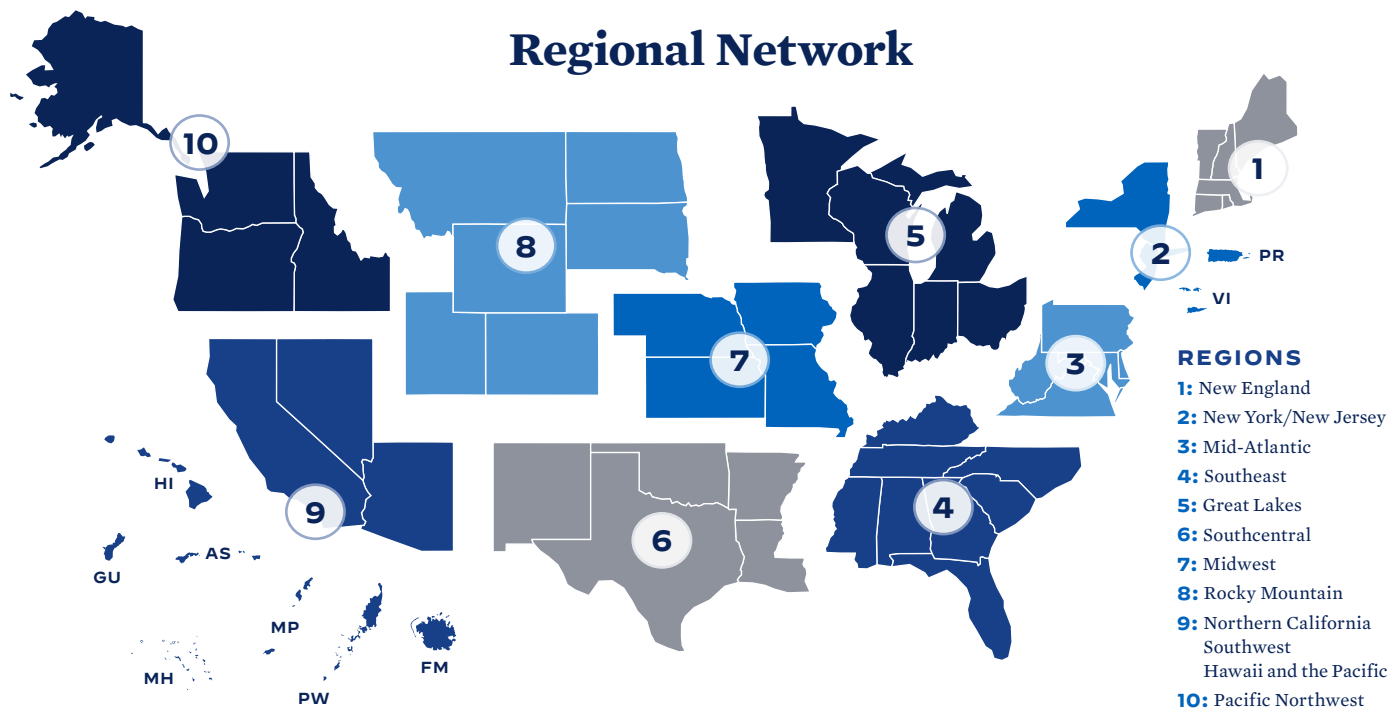 Regional Network
10
1
8
5
2
PR
VI
7
3
REGIONS
1: New England
2: New York/New Jersey
3: Mid-Atlantic
4: Southeast
5: Great Lakes
6: Southcentral
7: Midwest
8: Rocky Mountain
9: Northern California
Southwest
Hawaii and the Pacific
10: Pacific Northwest
HI
9
4
6
GU
AS
MP
MH
PW
FM